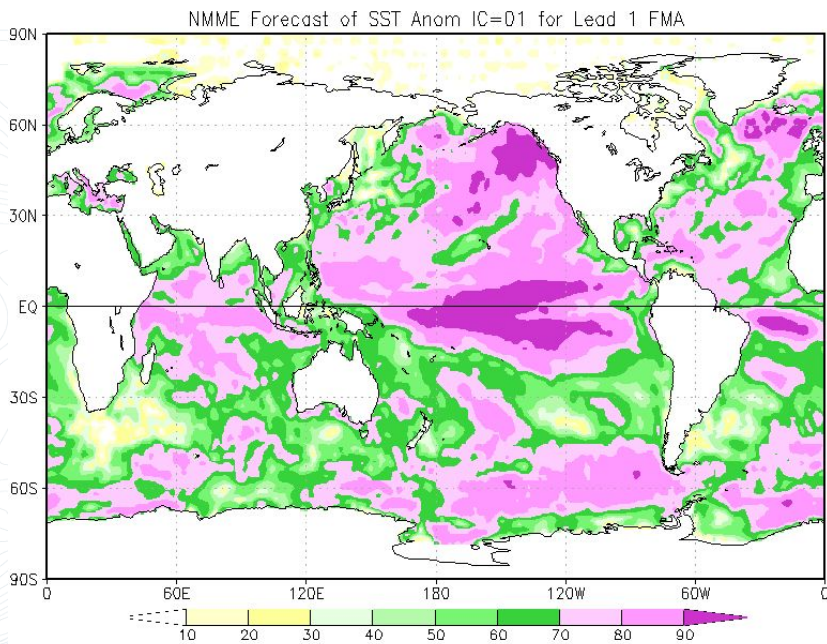 NMME Forecast of SST Anom IC=01 for Lead 1 FMA
90N
60N
30N
EQ
30S
60S
90S
0 60E 120E 180 120W 60W 0
10 20 30 40 50 60 70 80 90